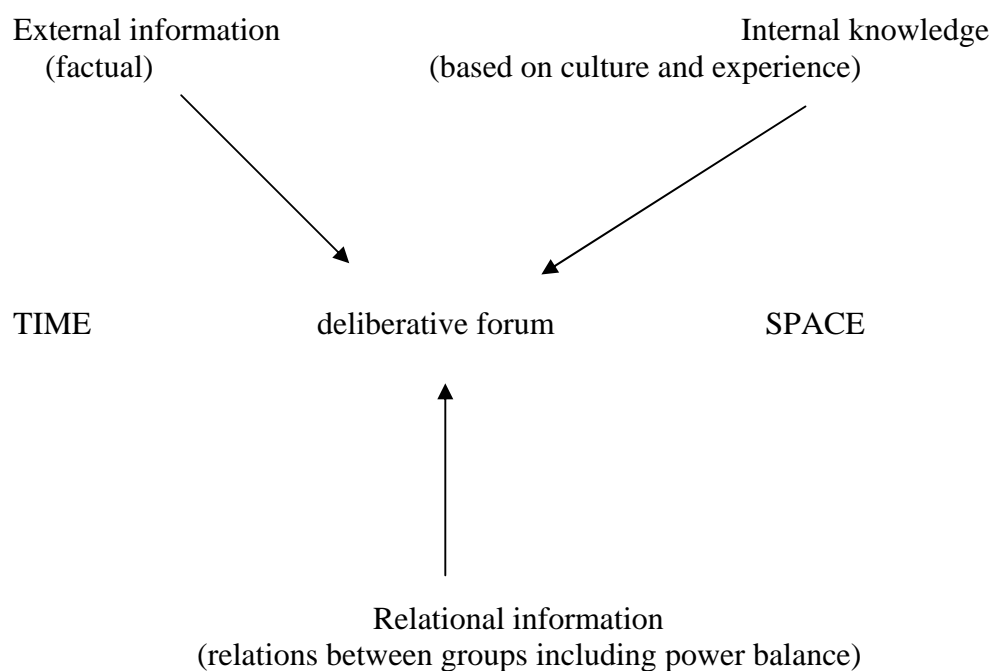 External information Internal knowledge
(factual) (based on culture and experience)
TIME deliberative forum SPACE
Relational information
(relations between groups including power balance)